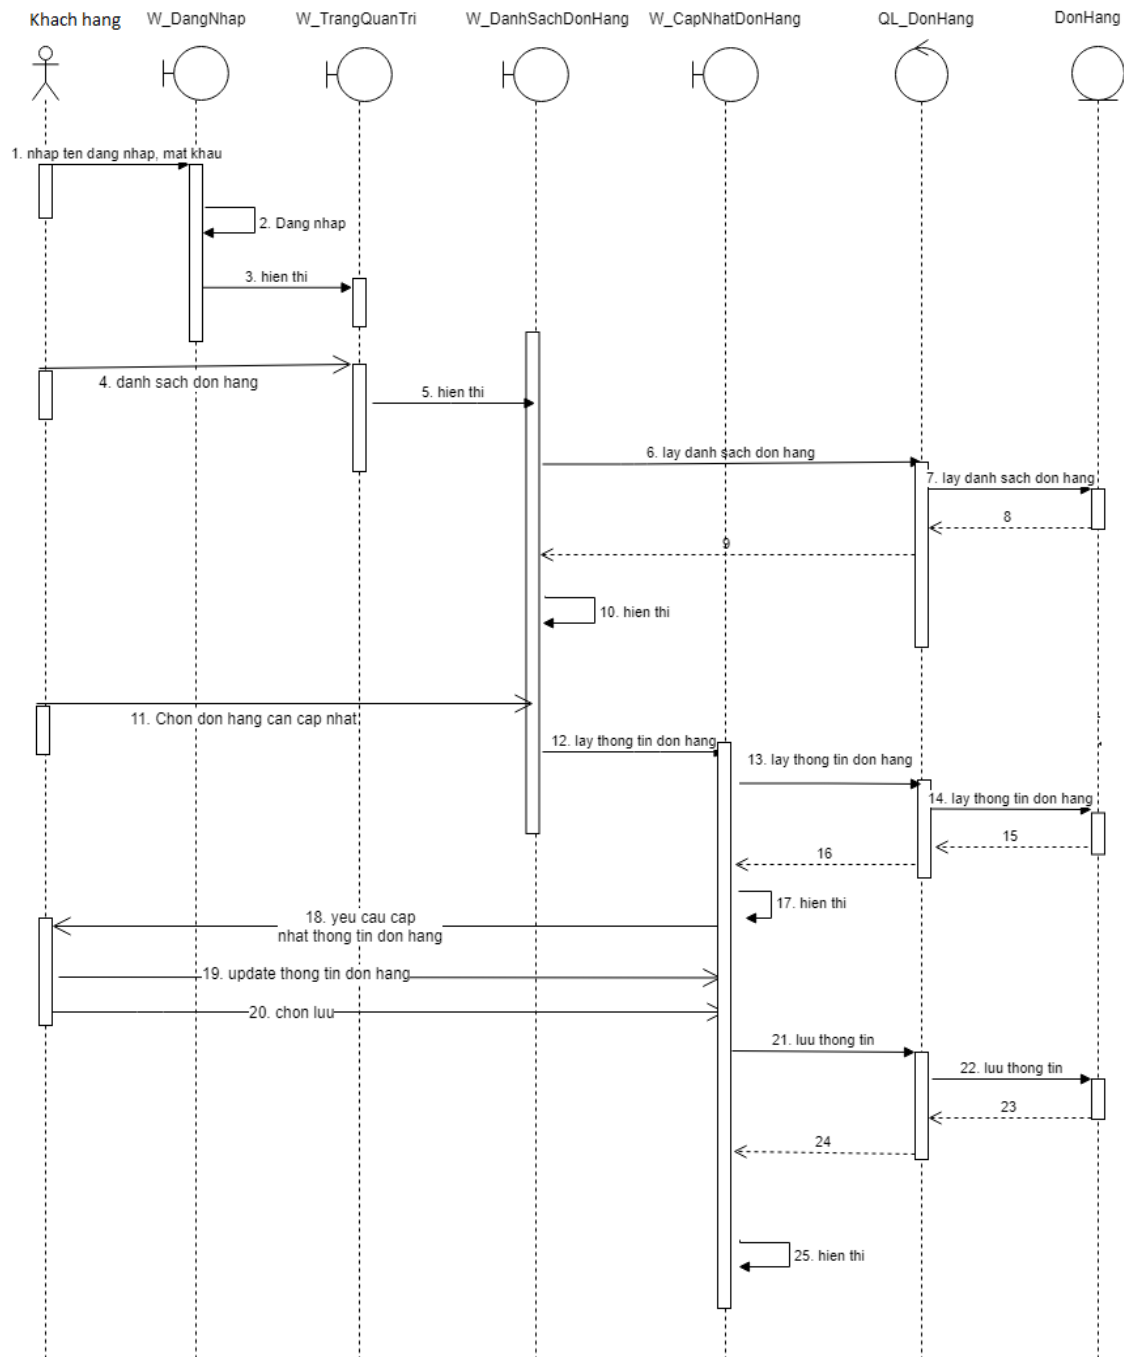 Khach hang
W_DangNhap
W_TrangQuanTri
W_DanhSachDonHang
W_CapNhatDonHang
QL_DonHang
DonHang
1. nhap ten dang nhap, mat khau
2. Dang nhap
3. hien thi
4. danh sach don hang
5. hien thi
6. lay danh sach don hang
7. lay danh sach don hang
8
9
10. hien thi
11. Chon don hang can cap nhat
12. lay thong tin don hang
13. lay thong tin don hang
14. lay thong tin don hang
15
16
17. hien thi
18. yeu cau cap
nhat thong tin don hang
19. update thong tin don hang
20. chon luu
21. luu thong tin
22. luu thong tin
23
24
25. hien thi